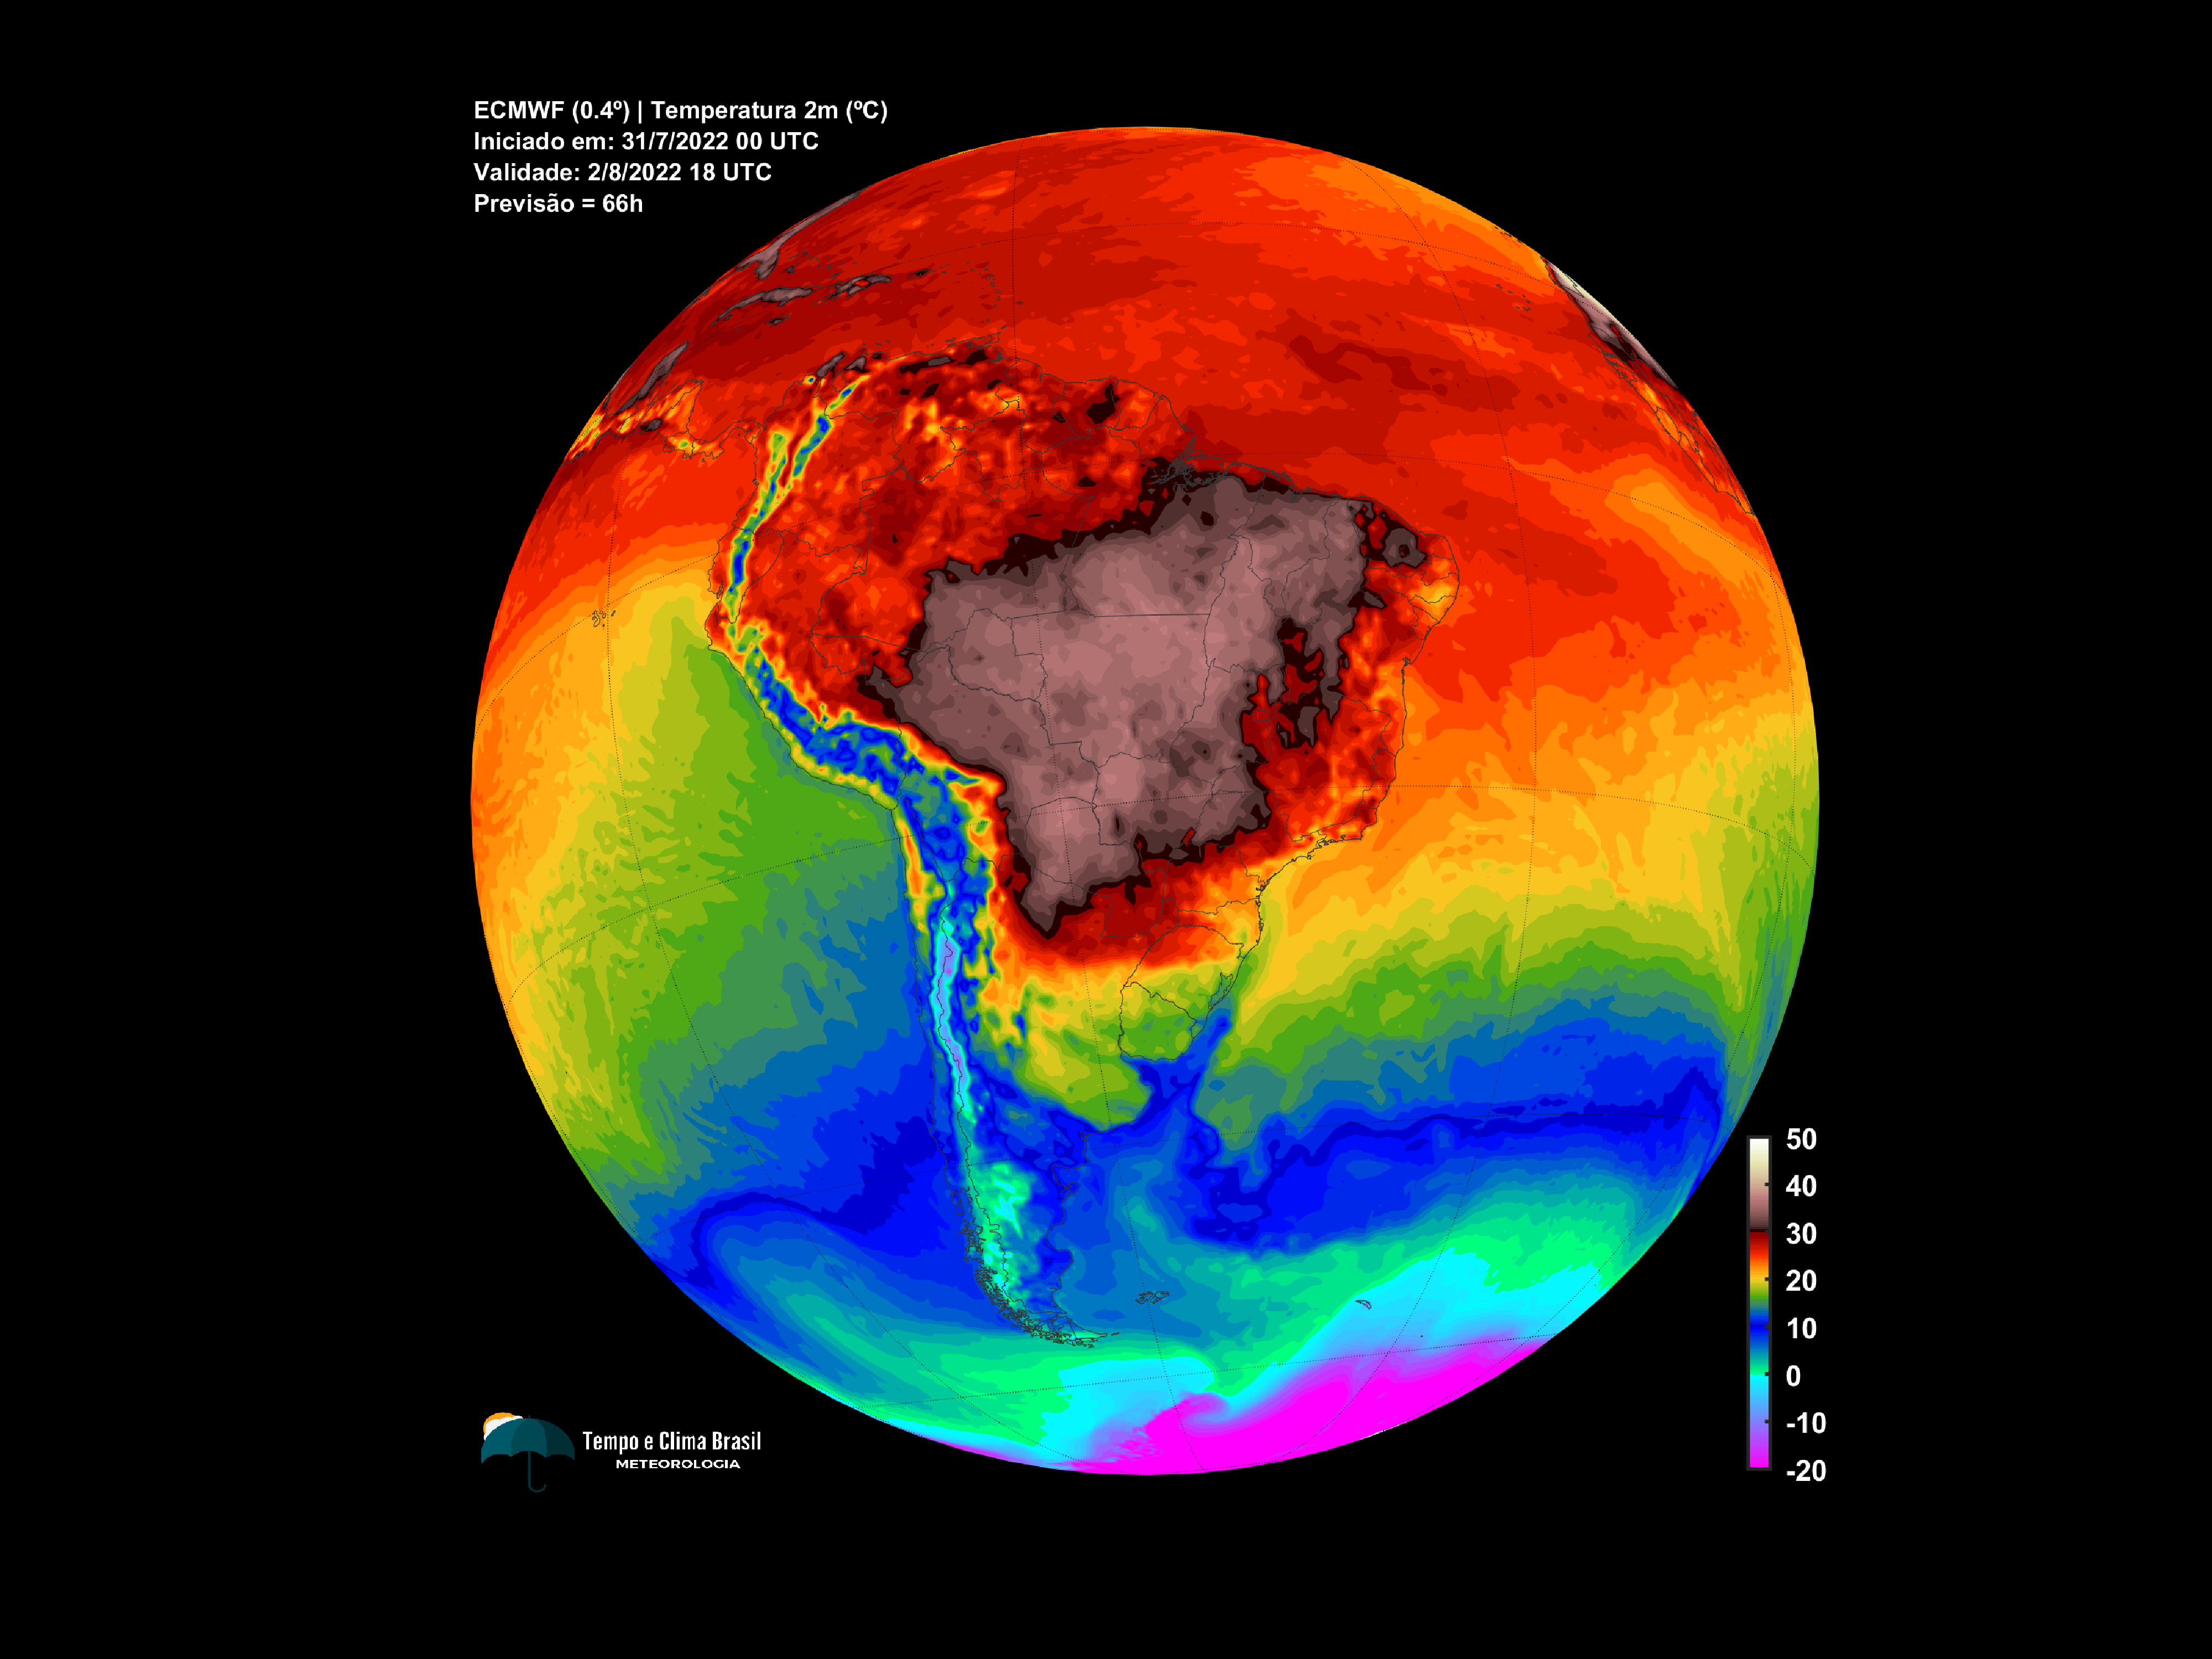 ECMWF (0.4º) | Temperatura 2m (ºC)
Iniciado em: 31/7/2022 00 UTC
Validade: 2/8/2022 18 UTC
Previsão = 66h
50
40
30
20
10
0
-10
-20
Tempo e Clima Brasil
METEOROLOGIA